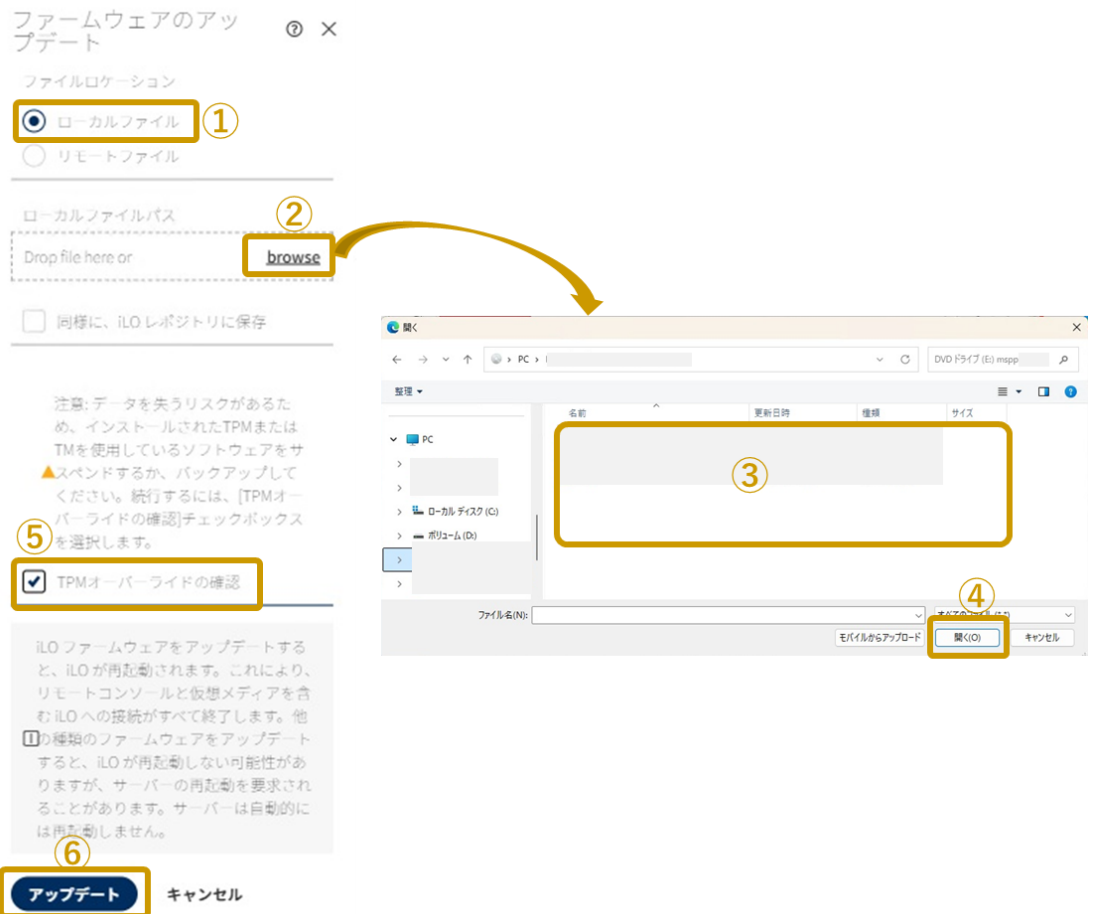 ファームウェアのアッ
プデート
ファイルロケーション
ローカルファイル
①
リモートファイル
ローカルファイルパス
②
Drop file here or
browse
同様に、iLO レポジトリに保存
注意: データを失うリスクがあるた
め、インストールされたTPMまたは
TMを使用しているソフトウェアをサ
スペンドするか、バックアップして
ください。続行するには、[TPMオー
バーライドの確認]チェックボックス
を選択します。
⑤
TPMオーバーライドの確認
iLO ファームウェアをアップデートする
と、iLO が再起動されます。これにより、
リモートコンソールと仮想メディアを含
む iLO への接続がすべて終了します。他
の種類のファームウェアをアップデート
すると、iLO が再起動しない可能性があ
りますが、サーバーの再起動を要求され
ることがあります。サーバーは自動的に
は再起動しません。
⑥
アップデート
キャンセル
開く
PC
DVD ドライブ (E:) mspp
整理
名前
更新日時
種類
サイズ
PC
③
ローカル ディスク (C:)
ボリューム (D:)
④
ファイル名(N):
すべてのファイル (*.*)
モバイルからアップロード
開く(O)
キャンセル